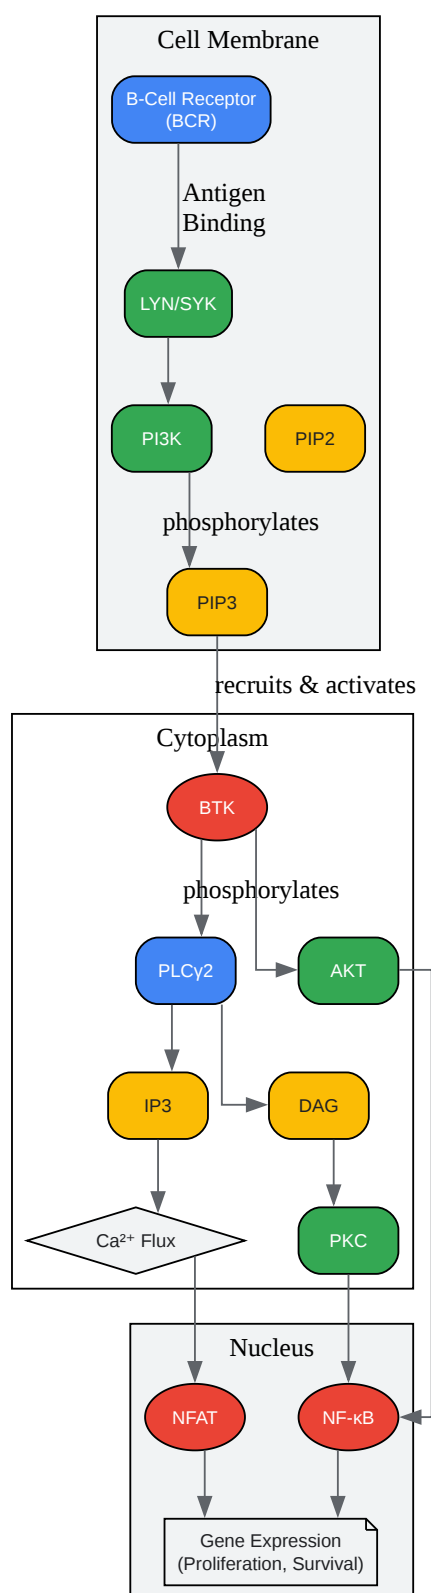 Cell Membrane
B-Cell Receptor
(BCR)
Antigen
Binding
LYN/SYK
PI3K
PIP2
phosphorylates
PIP3
recruits & activates
Cytoplasm
BTK
phosphorylates
PLCγ2
AKT
IP3
DAG
Ca²⁺ Flux
PKC
Nucleus
NFAT
NF-κB
Gene Expression
(Proliferation, Survival)